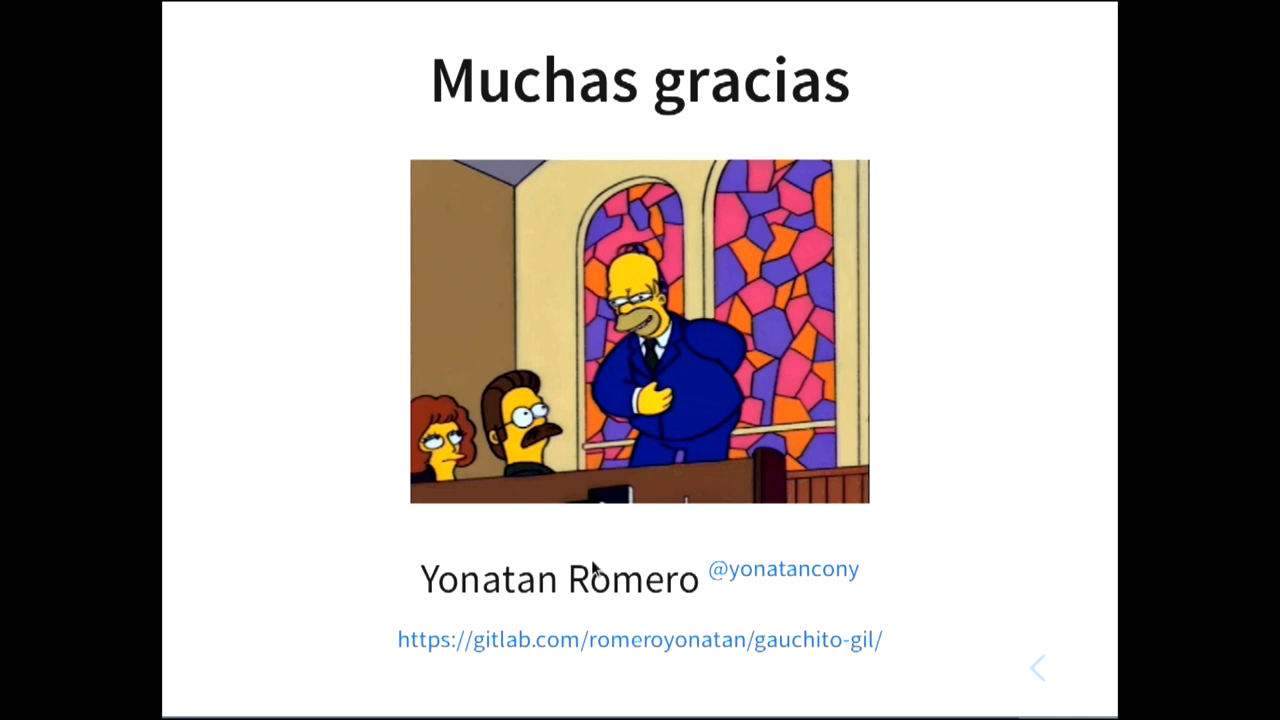 Muchas gracias
Yonatan Romero @yonatancony
https://gitlab.com/romeroyonatan/gauchito-gil/